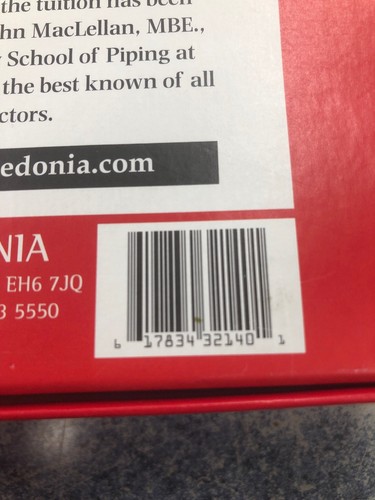 the tuition has been
hn MacLellan, MBE.,
School of Piping at
the best known of all
ctors.
edonia.com
NIA
EH6 7JQ
3 5550
6 17834 32140 1